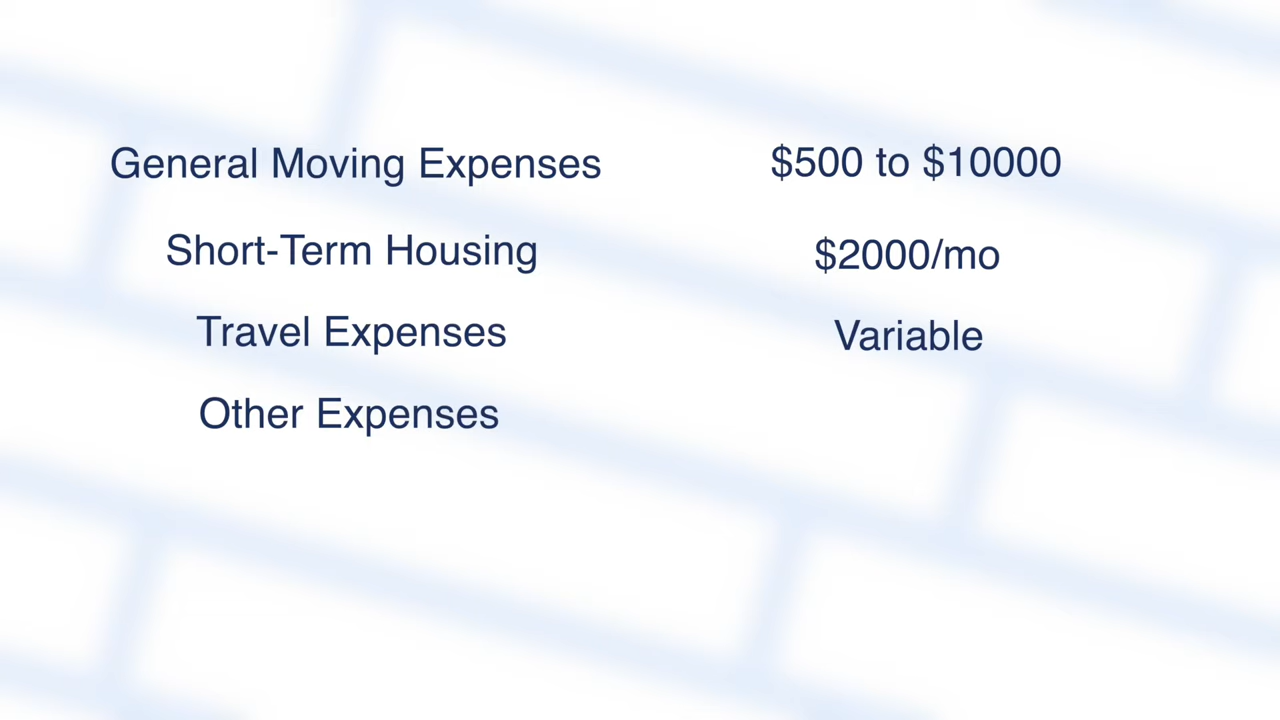 General Moving Expenses $500 to $10000
Short-Term Housing $2000/mo
Travel Expenses Variable
Other Expenses